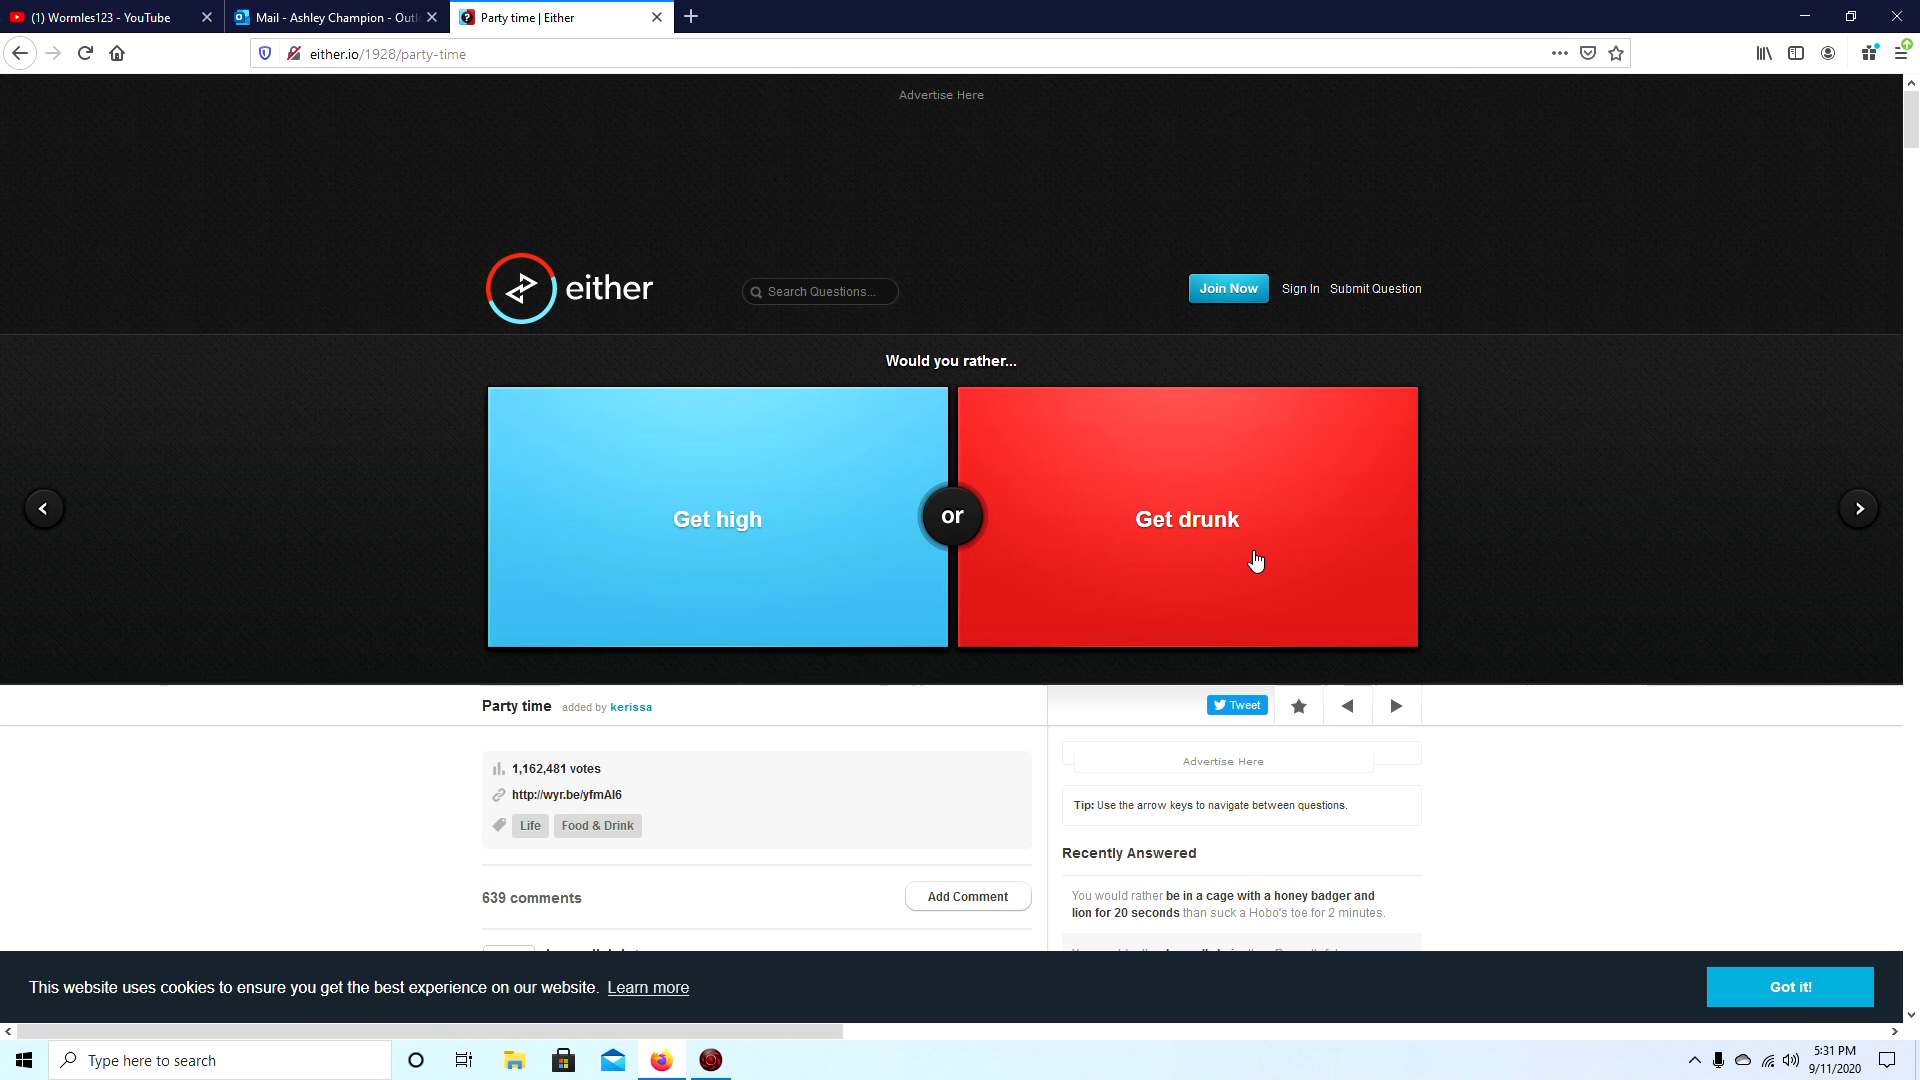 (1) Wormles123 - YouTube
Mail - Ashley Champion - Outl
Party time | Either
either.io/1928/party-time
Advertise Here
either
Search Questions...
Join Now
Sign In
Submit Question
Would you rather...
Get high
or
Get drunk
Party time added by kerissa
Tweet
1,162,481 votes
http://wyr.be/yfmAl6
Life
Food & Drink
639 comments
Add Comment
Advertise Here
Tip: Use the arrow keys to navigate between questions.
Recently Answered
You would rather be in a cage with a honey badger and
lion for 20 seconds than suck a Hobo's toe for 2 minutes.
This website uses cookies to ensure you get the best experience on our website. Learn more
Got it!
Type here to search
5:31 PM
9/11/2020